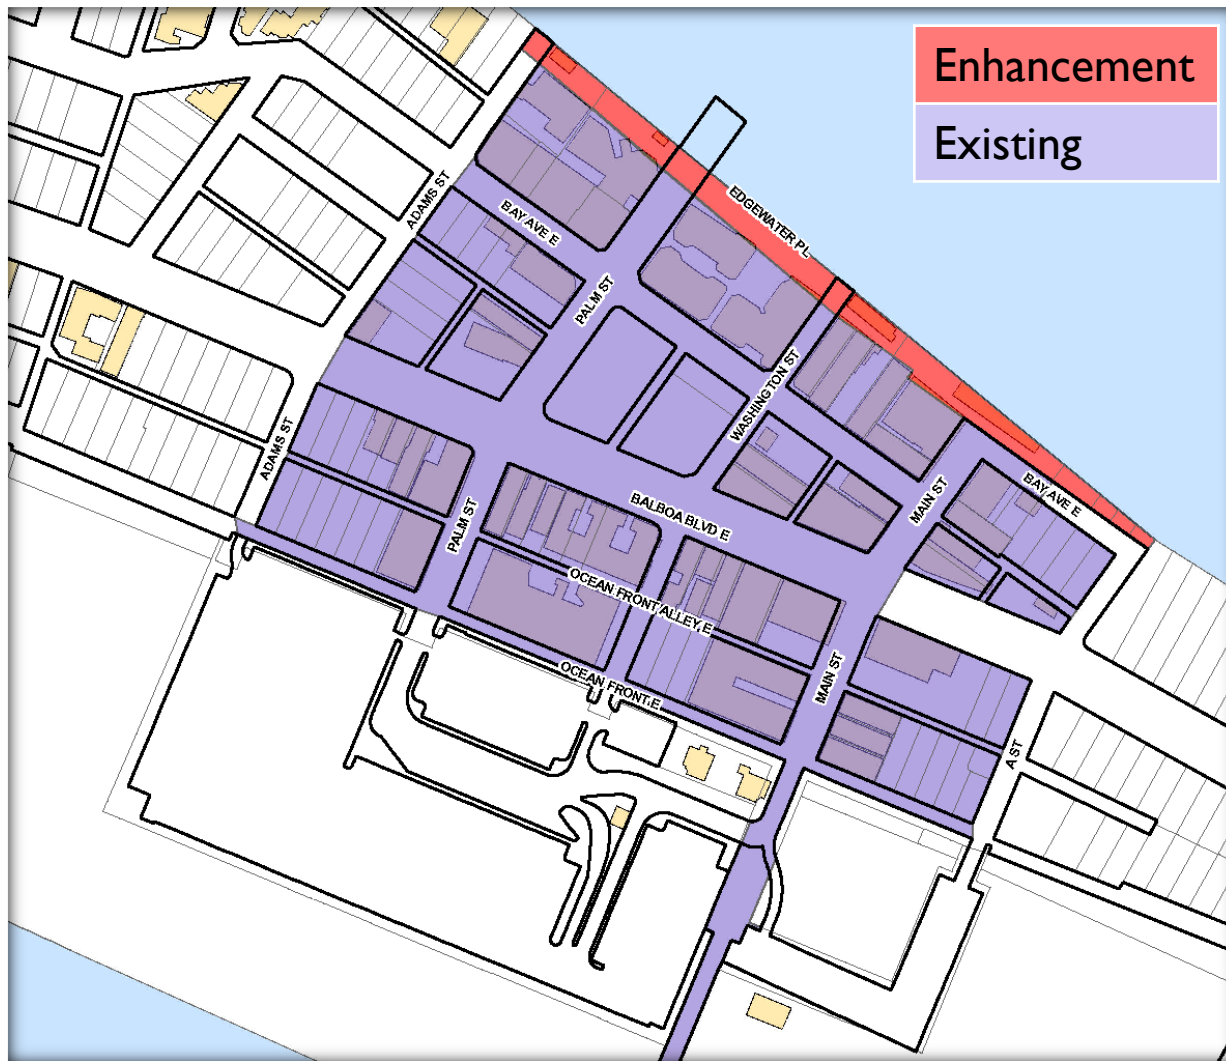 Enhancement
Existing
EDGEWATER PL
ADAMS ST
BAY AVE E
PALM ST
WASHINGTON ST
ADAMS ST
BAY AVE E
MAIN ST
BALBOA BLVD E
PALM ST
OCEAN FRONT ALLEY E
MAIN ST
OCEAN FRONT E
A ST